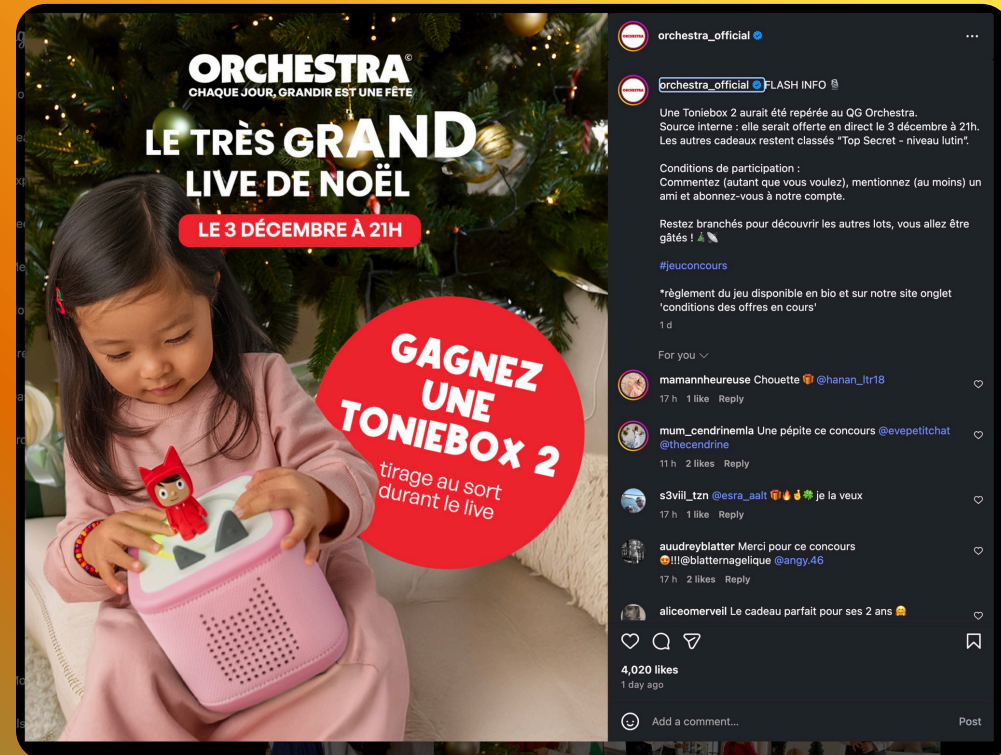 ORCHESTRA©
CHAQUE JOUR, GRANDIR EST UNE FÊTE
LE TRÈS GRAND
LIVE DE NOËL
LE 3 DÉCEMBRE À 21H
GAGNEZ
UNE
TONIEBOX 2
tirage au sort
durant le live
ORCHESTRA
orchestra_official
ORCHESTRA
orchestra_official FLASH INFO
Une Toniebox 2 aurait été repérée au QG Orchestra.
Source interne : elle serait offerte en direct le 3 décembre à 21h.
Les autres cadeaux restent classés “Top Secret - niveau lutin”.
Conditions de participation :
Commentez (autant que vous voulez), mentionnez (au moins) un
ami et abonnez-vous à notre compte.
Restez branchés pour découvrir les autres lots, vous allez être
gâtés !
#jeuconcours
*règlement du jeu disponible en bio et sur notre site onglet
'conditions des offres en cours'
1 d
For you
mamannheureuse Chouette 🎁 @hanan_ltr18
17 h 1 like Reply
mum_cendrinemla Une pépite ce concours @evepetitchat
@thecendrine
11 h 2 likes Reply
s3viil_tzn @esra_aalt 🎁🔥🤞🍀 je la veux
17 h 1 like Reply
auudreyblatter Merci pour ce concours
😍!!!@blatternagelique @angy.46
17 h 2 likes Reply
aliceomerveil Le cadeau parfait pour ses 2 ans 🤗
4,020 likes
1 day ago
Add a comment... Post